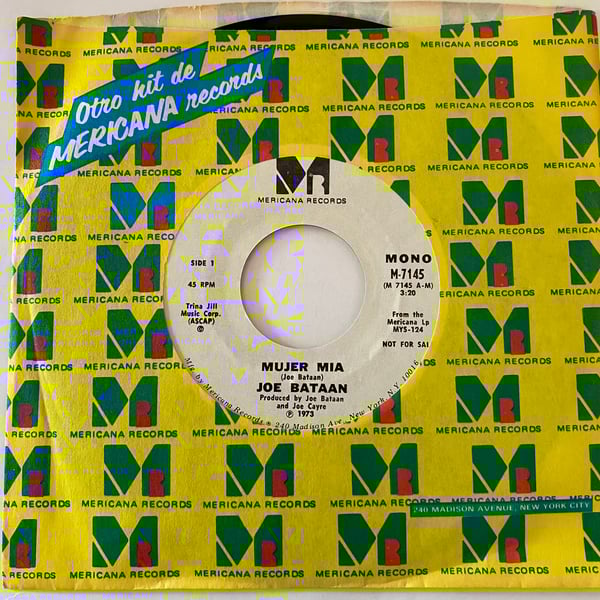 Otro hit de
MERICANA records
MR
MERICANA RECORDS
SIDE 1
45 RPM
Trina Jill
Music Corp.
(ASCAP)
©
MONO
M-7145
(M 7145 A-M)
3:20
From the
Mericana Lp
MYS-124
NOT FOR SA
MUJER MIA
(Joe Bataan)
JOE BATAAN
Produced by Joe Bataan
and Joe Cayre
℗ 1973
Mfg by Mericana Records * 240 Madison Ave., New York, N.Y. 10016
240 MADISON AVENUE, NEW YORK CITY